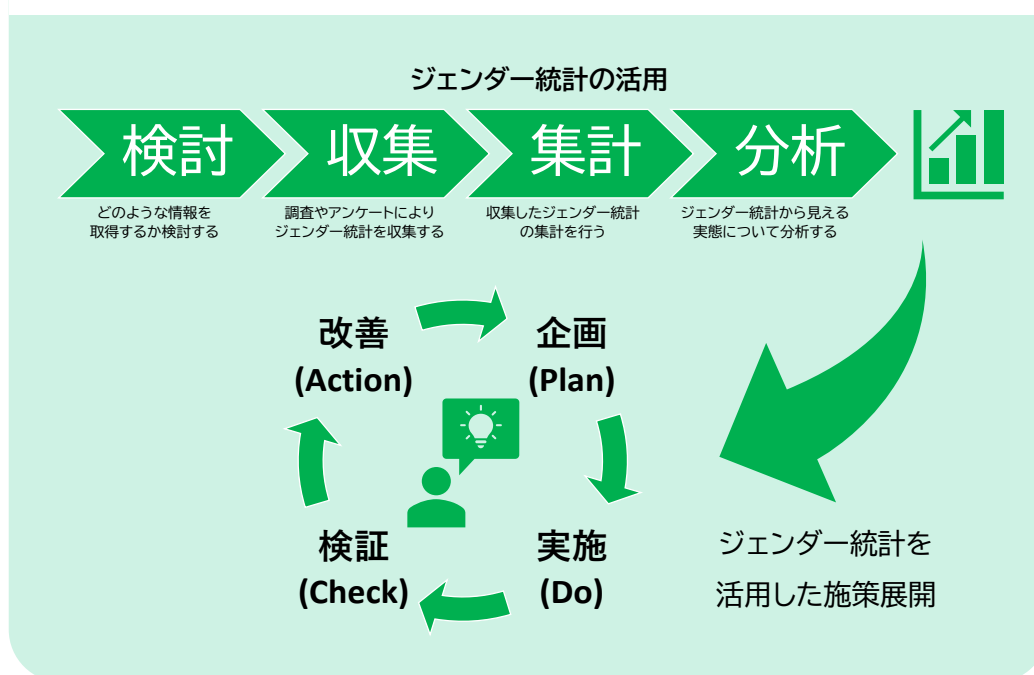 ジェンダー統計の活用
検討
収集
集計
分析
どのような情報を
取得するか検討する
調査やアンケートにより
ジェンダー統計を収集する
収集したジェンダー統計
の集計を行う
ジェンダー統計から見える
実態について分析する
改善
(Action)
企画
(Plan)
検証
(Check)
実施
(Do)
ジェンダー統計を
活用した施策展開